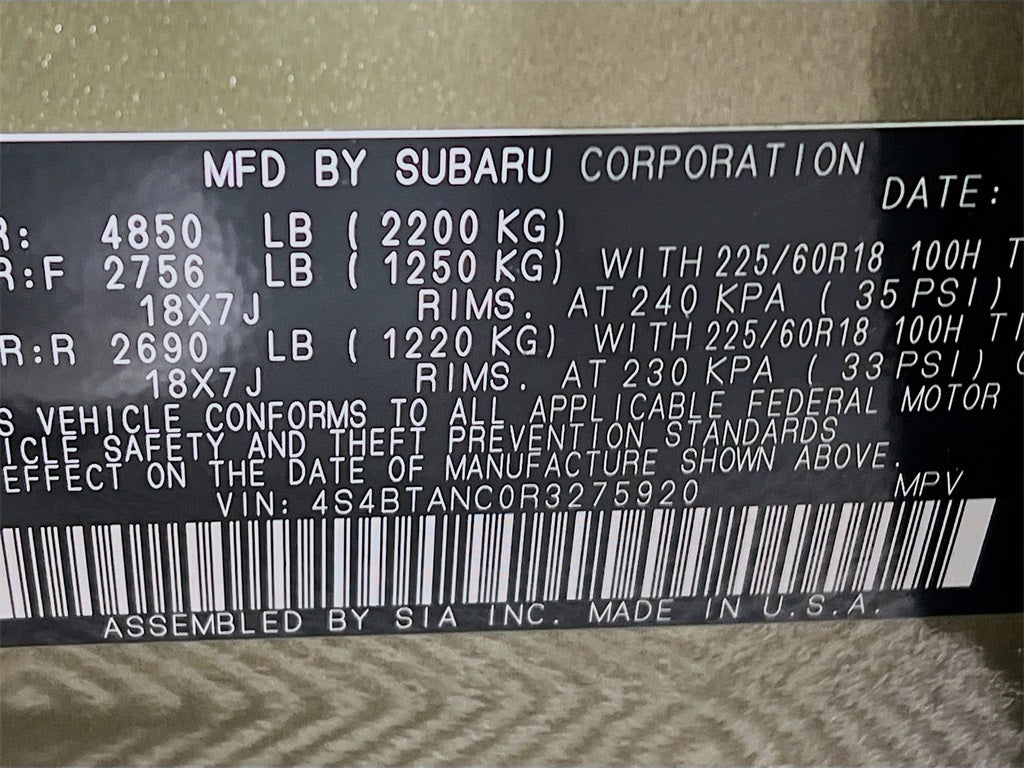 MFD BY SUBARU CORPORATION
DATE:
R: 4850 LB ( 2200 KG)
R:F 2756 LB ( 1250 KG) WITH 225/60R18 100H T
18X7J RIMS. AT 240 KPA ( 35 PSI)
R:R 2690 LB ( 1220 KG) WITH 225/60R18 100H TI
18X7J RIMS. AT 230 KPA ( 33 PSI)
S VEHICLE CONFORMS TO ALL APPLICABLE FEDERAL MOTOR
ICLE SAFETY AND THEFT PREVENTION STANDARDS
EFFECT ON THE DATE OF MANUFACTURE SHOWN ABOVE.
VIN: 4S4BTANC0R3275920 MPV
ASSEMBLED BY SIA INC. MADE IN U.S.A.